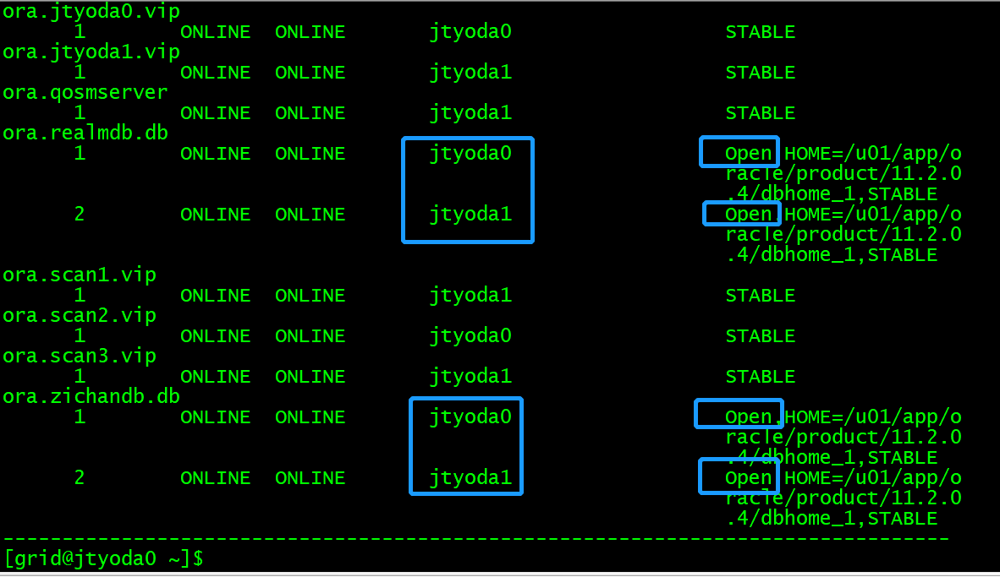 ora.jtyoda0.vip
1 ONLINE ONLINE jtyoda0 STABLE
ora.jtyoda1.vip
1 ONLINE ONLINE jtyoda1 STABLE
ora.qosmserver
1 ONLINE ONLINE jtyoda1 STABLE
ora.realmdb.db
1 ONLINE ONLINE jtyoda0 Open,HOME=/u01/app/o
racle/product/11.2.0
.4/dbhome_1,STABLE
2 ONLINE ONLINE jtyoda1 Open,HOME=/u01/app/o
racle/product/11.2.0
.4/dbhome_1,STABLE
ora.scan1.vip
1 ONLINE ONLINE jtyoda1 STABLE
ora.scan2.vip
1 ONLINE ONLINE jtyoda0 STABLE
ora.scan3.vip
1 ONLINE ONLINE jtyoda1 STABLE
ora.zichandb.db
1 ONLINE ONLINE jtyoda0 Open,HOME=/u01/app/o
racle/product/11.2.0
.4/dbhome_1,STABLE
2 ONLINE ONLINE jtyoda1 Open,HOME=/u01/app/o
racle/product/11.2.0
.4/dbhome_1,STABLE
--------------------------------------------------------------------------------
[grid@jtyoda0 ~]$